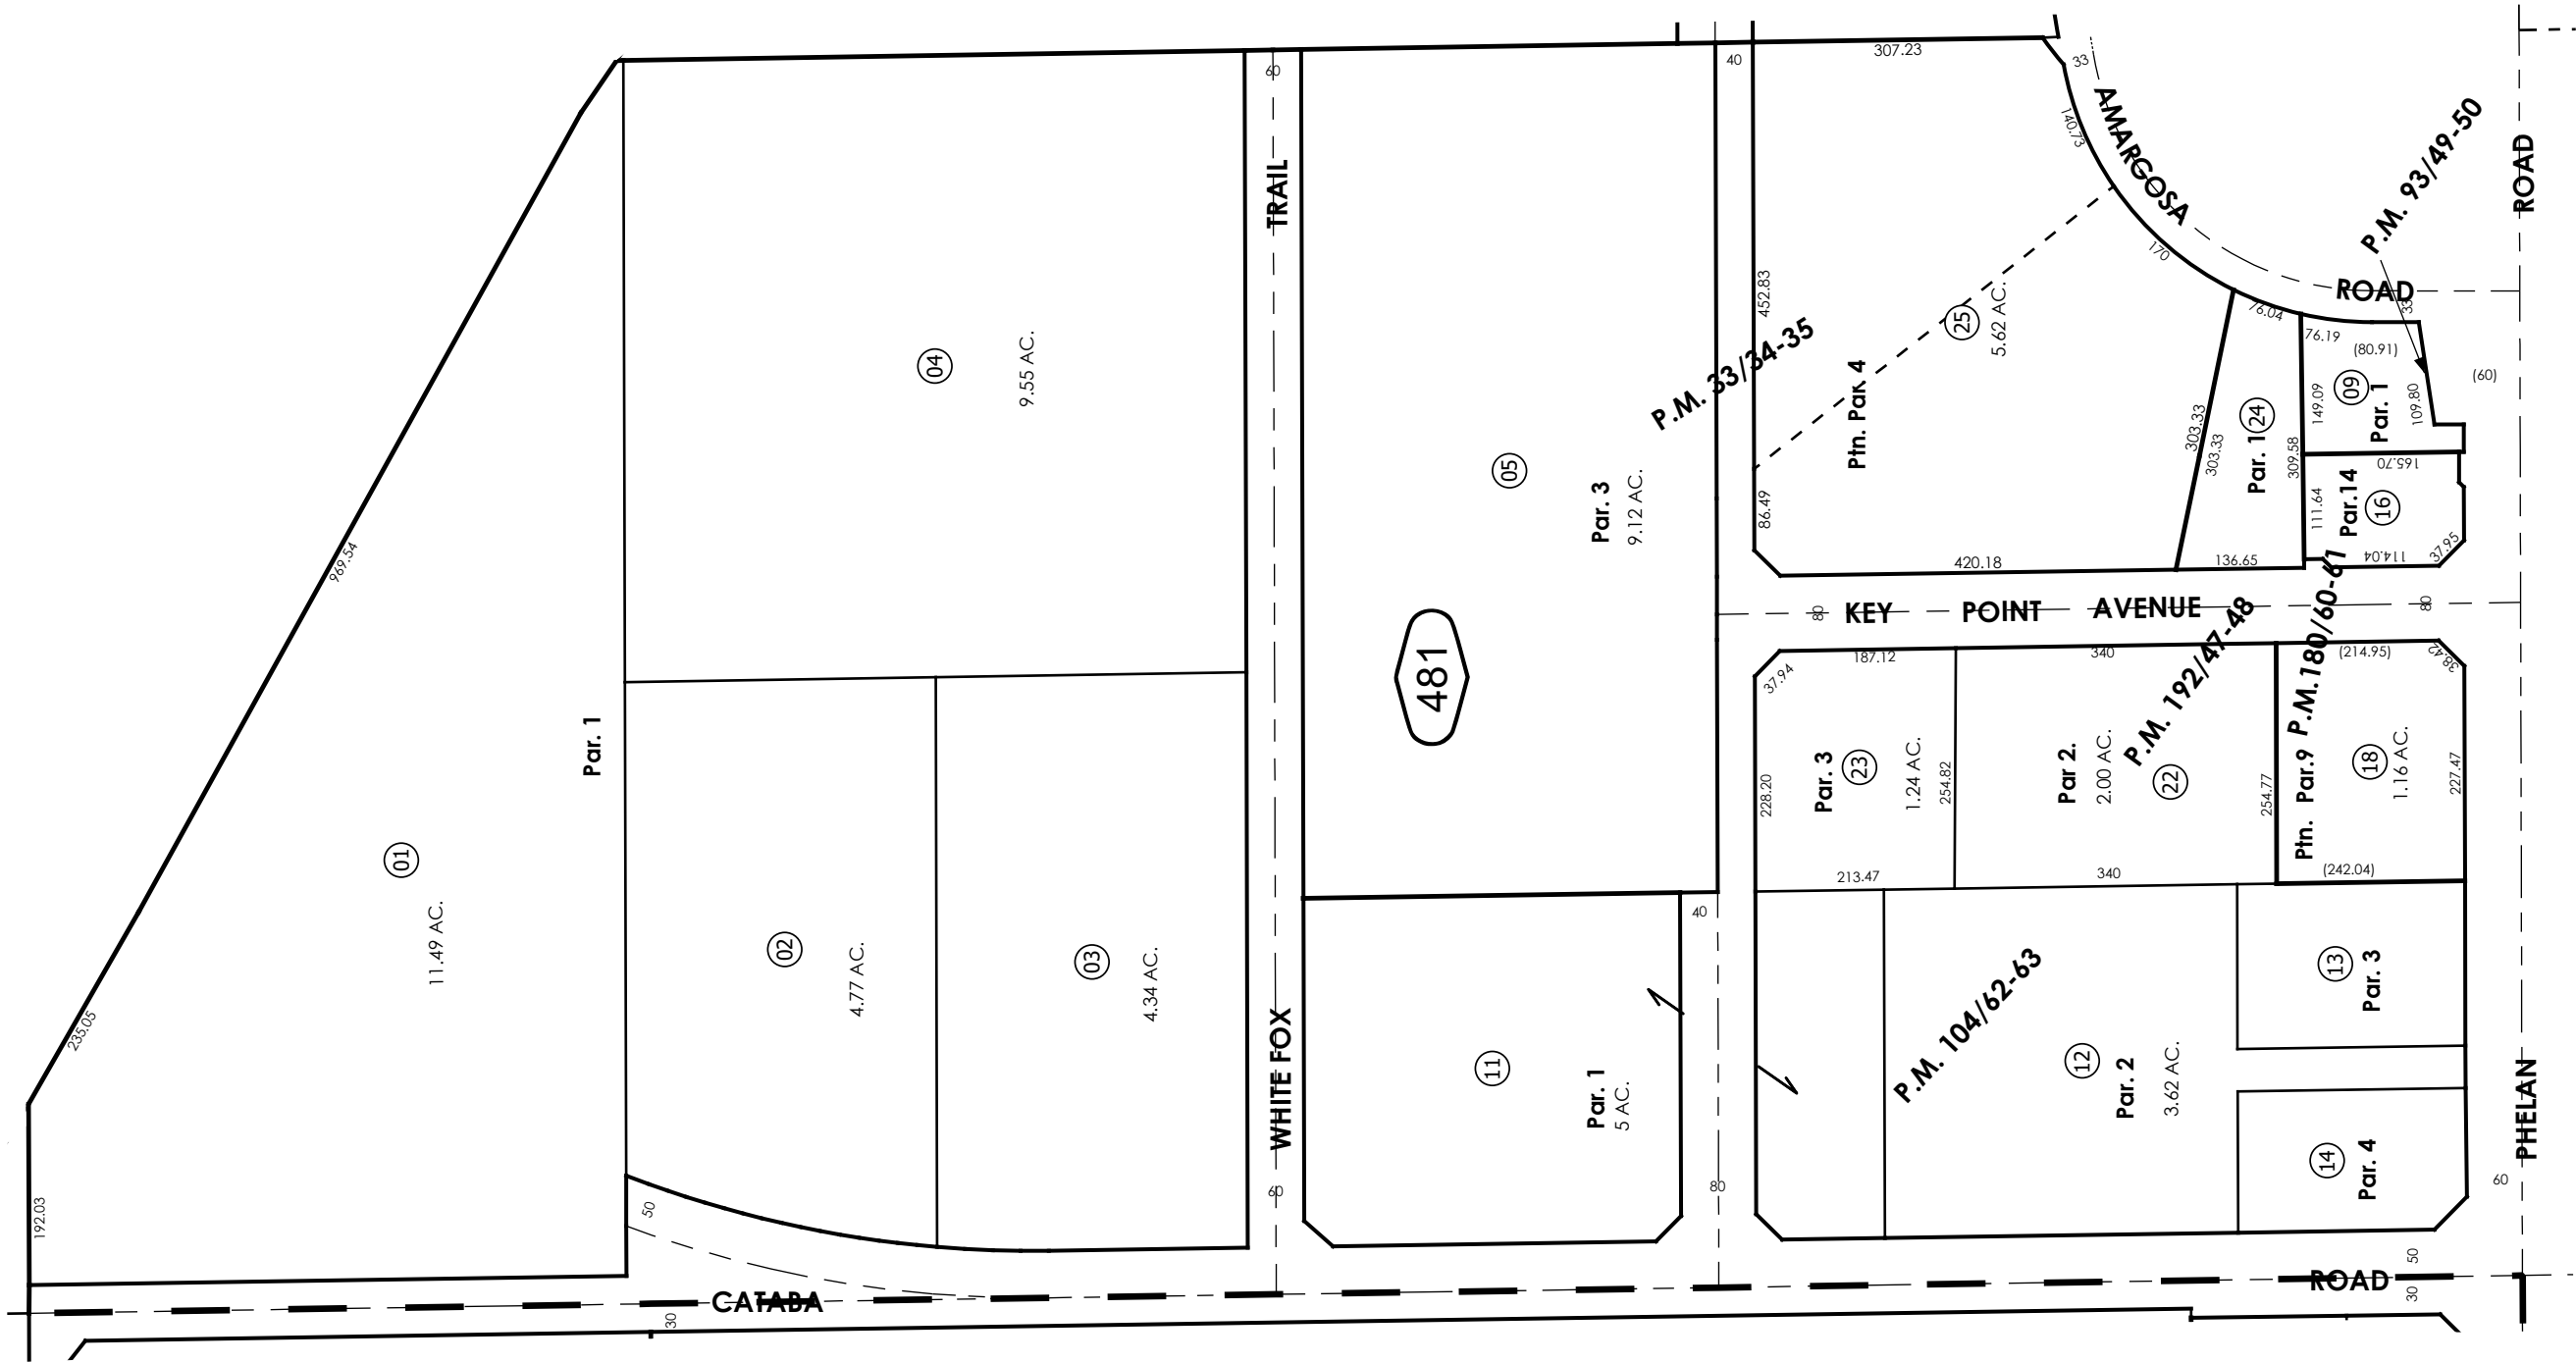 307.23
40
60
33
AMARGOSA
ROAD
140.73
170
76.04
76.19
33
(80.91)
(60)
P.M. 93/49-50
ROAD
TRAIL
969.54
235.05
192.03
01
11.49 AC.
Par. 1
04
9.55 AC.
02
4.77 AC.
03
4.34 AC.
WHITE FOX
60
05
Par. 3
9.12 AC.
481
P.M. 33/34-35
452.83
86.49
Ptn. Par. 4
25
5.62 AC.
303.33
303.33
Par. 1
24
309.58
149.09
09
Par. 1
109.80
165.70
111.64
Par.14
16
114.04
37.95
420.18
136.65
80
KEY POINT AVENUE
80
187.12
340
(214.95)
38.42
37.94
228.20
Par. 3
23
1.24 AC.
254.82
Par 2.
2.00 AC.
22
P.M. 192/47-48
254.77
Ptn. Par.9 P.M.180/60-61
18
1.16 AC.
227.47
213.47
340
(242.04)
40
11
Par. 1
5 AC.
80
P.M. 104/62-63
12
Par. 2
3.62 AC.
13
Par. 3
14
Par. 4
PHELAN
60
50
50
30
CATABA
ROAD
30